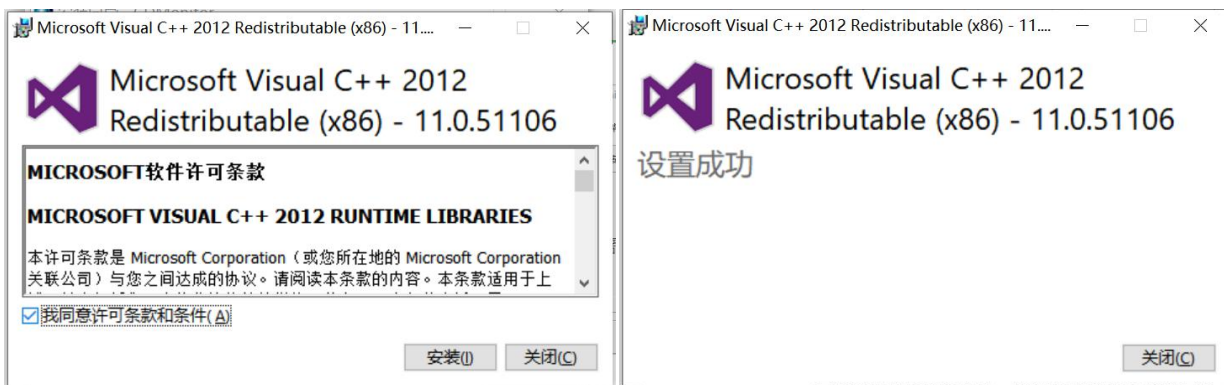 Microsoft Visual C++ 2012 Redistributable (x86) - 11....
Microsoft Visual C++ 2012
Redistributable (x86) - 11.0.51106
MICROSOFT软件许可条款
MICROSOFT VISUAL C++ 2012 RUNTIME LIBRARIES
本许可条款是 Microsoft Corporation（或您所在地的 Microsoft Corporation
关联公司）与您之间达成的协议。请阅读本条款的内容。本条款适用于上
我同意许可条款和条件(A)
安装(I)
关闭(C)
Microsoft Visual C++ 2012 Redistributable (x86) - 11....
Microsoft Visual C++ 2012
Redistributable (x86) - 11.0.51106
设置成功
关闭(C)